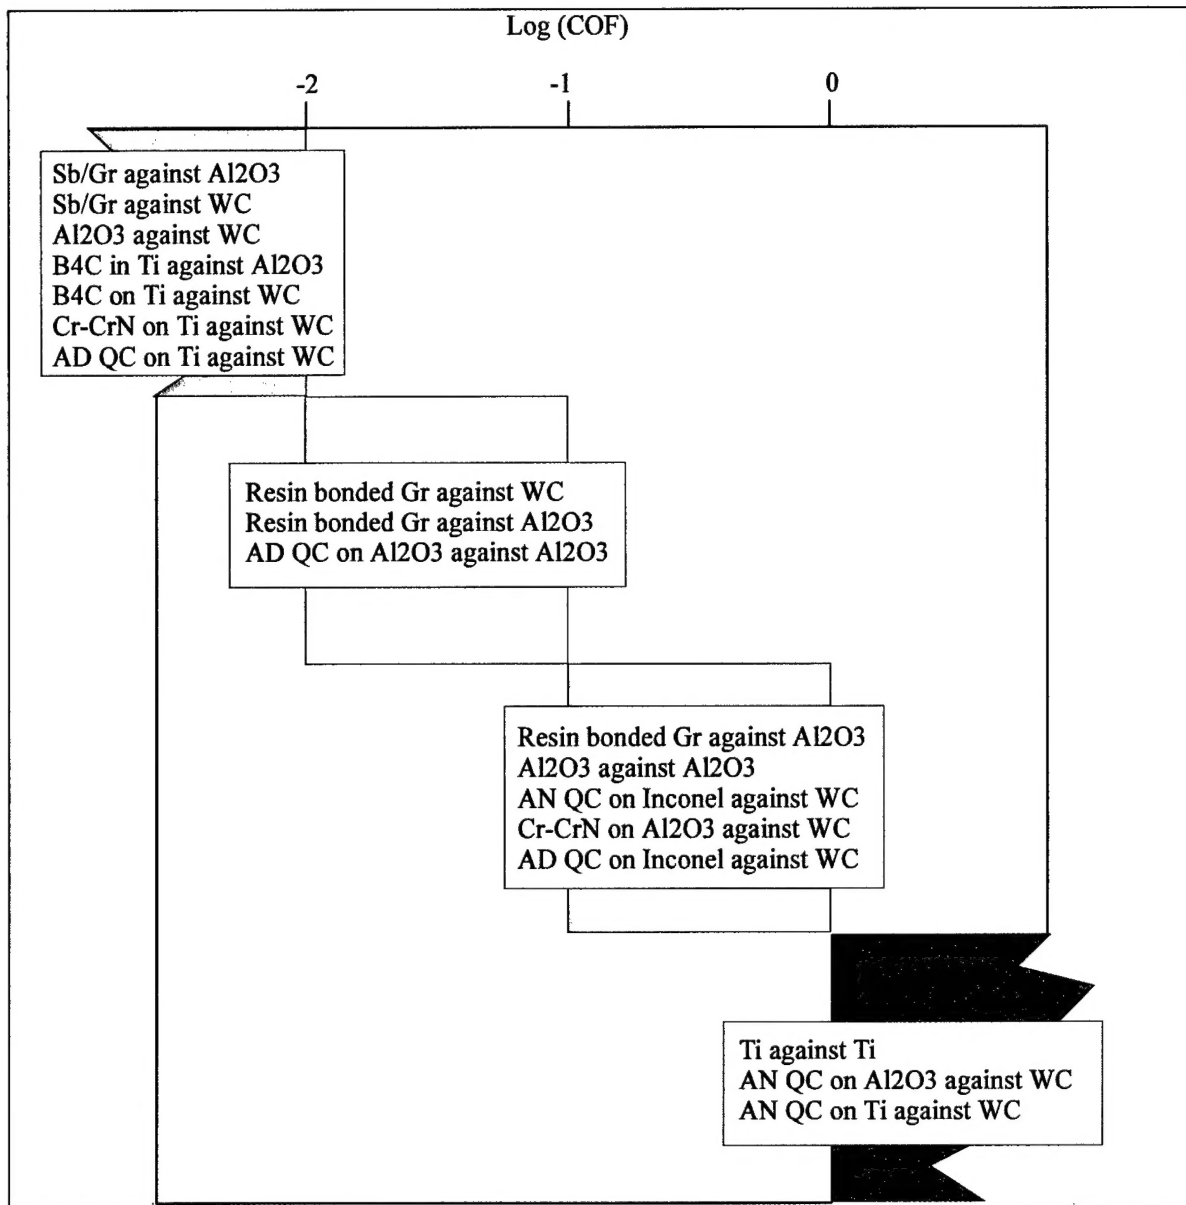 Log (COF)
-2 -1 0
Sb/Gr against Al2O3
Sb/Gr against WC
Al2O3 against WC
B4C in Ti against Al2O3
B4C on Ti against WC
Cr-CrN on Ti against WC
AD QC on Ti against WC
Resin bonded Gr against WC
Resin bonded Gr against Al2O3
AD QC on Al2O3 against Al2O3
Resin bonded Gr against Al2O3
Al2O3 against Al2O3
AN QC on Inconel against WC
Cr-CrN on Al2O3 against WC
AD QC on Inconel against WC
Ti against Ti
AN QC on Al2O3 against WC
AN QC on Ti against WC